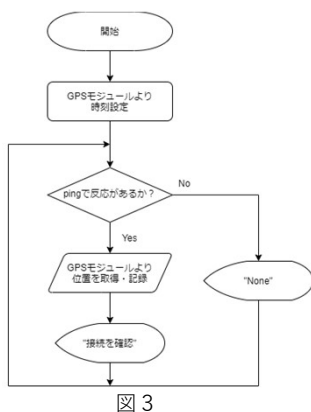 開始
GPSモジュールより
時刻設定
pingで反応があるか？
No
Yes
GPSモジュールより
位置を取得・記録
"None"
"接続を確認"
図 3